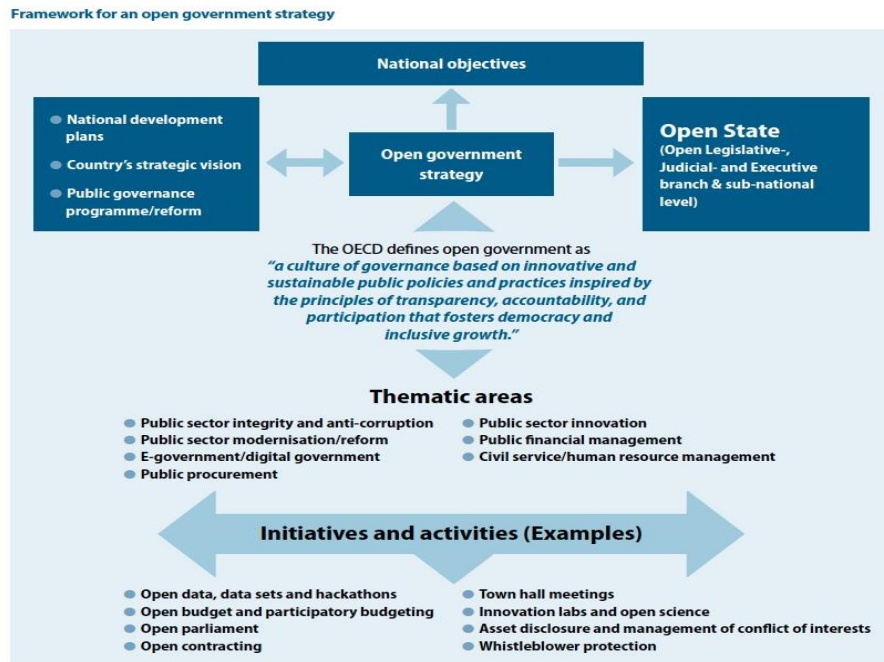 Framework for an open government strategy
National objectives
● National development
plans
● Country's strategic vision
● Public governance
programme/reform
Open government
strategy
Open State
(Open Legislative-,
Judicial- and Executive
branch & sub-national
level)
The OECD defines open government as
“a culture of governance based on innovative and
sustainable public policies and practices inspired by
the principles of transparency, accountability, and
participation that fosters democracy and
inclusive growth.”
Thematic areas
● Public sector integrity and anti-corruption
● Public sector modernisation/reform
● E-government/digital government
● Public procurement
● Public sector innovation
● Public financial management
● Civil service/human resource management
Initiatives and activities (Examples)
● Open data, data sets and hackathons
● Open budget and participatory budgeting
● Open parliament
● Open contracting
● Town hall meetings
● Innovation labs and open science
● Asset disclosure and management of conflict of interests
● Whistleblower protection